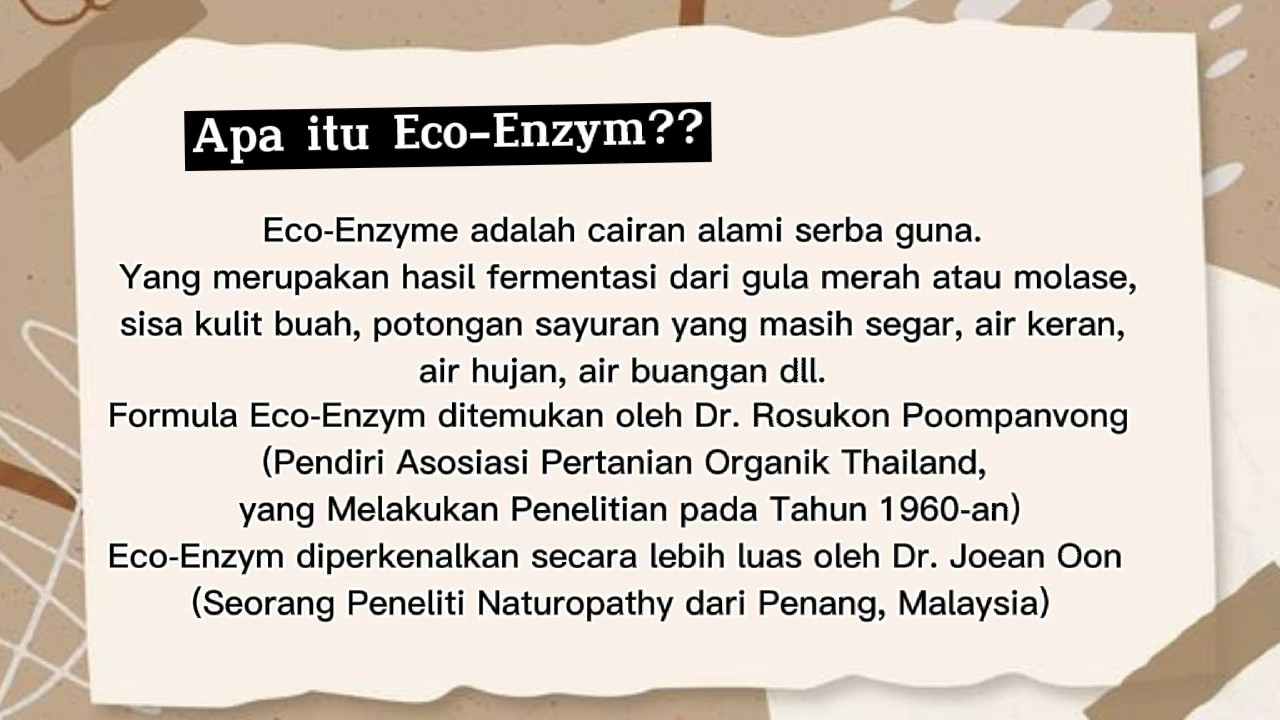 Apa itu Eco-Enzym??
Eco-Enzyme adalah cairan alami serba guna.
Yang merupakan hasil fermentasi dari gula merah atau molase,
sisa kulit buah, potongan sayuran yang masih segar, air keran,
air hujan, air buangan dll.
Formula Eco-Enzym ditemukan oleh Dr. Rosukon Poompanvong
(Pendiri Asosiasi Pertanian Organik Thailand,
yang Melakukan Penelitian pada Tahun 1960-an)
Eco-Enzym diperkenalkan secara lebih luas oleh Dr. Joean Oon
(Seorang Peneliti Naturopathy dari Penang, Malaysia)